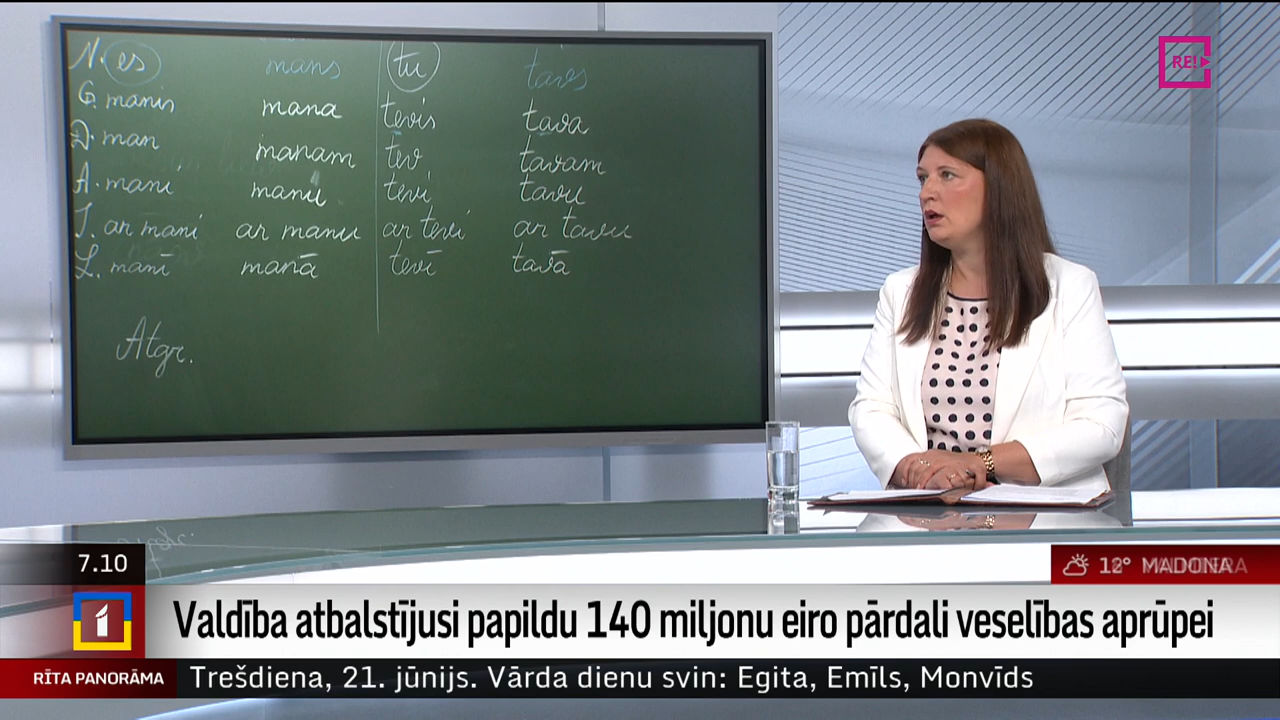 N. es mans tu tavs
Ģ. manis mana tevis tava
D. man manam tev tavam
A. mani manu tevi tavu
I. ar mani ar manu ar tevi ar tavu
L. manī manā tevī tavā
Atgr.
RE!
7.10
12° MADONA
1
Valdība atbalstījusi papildu 140 miljonu eiro pārdali veselības aprūpei
RĪTA PANORĀMA
Trešdiena, 21. jūnijs. Vārda dienu svin: Egita, Emīls, Monvīds